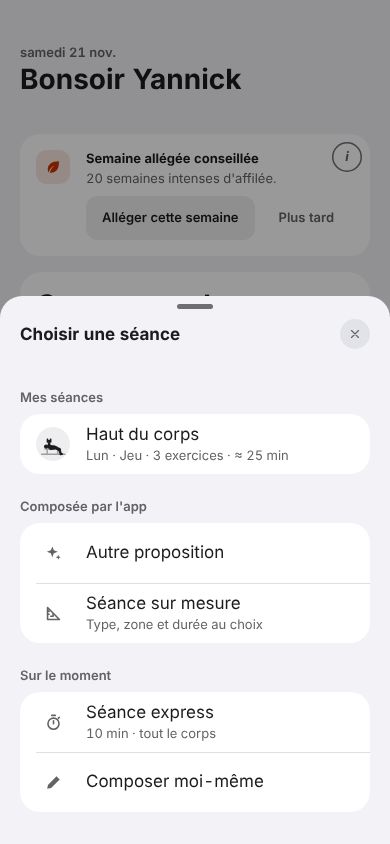 samedi 21 nov.
Bonsoir Yannick
Semaine allégée conseillée
i
20 semaines intenses d'affilée.
Alléger cette semaine
Plus tard
Choisir une séance
Mes séances
Haut du corps
Lun · Jeu · 3 exercices · ≈ 25 min
Composée par l'app
Autre proposition
Séance sur mesure
Type, zone et durée au choix
Sur le moment
Séance express
10 min · tout le corps
Composer moi-même